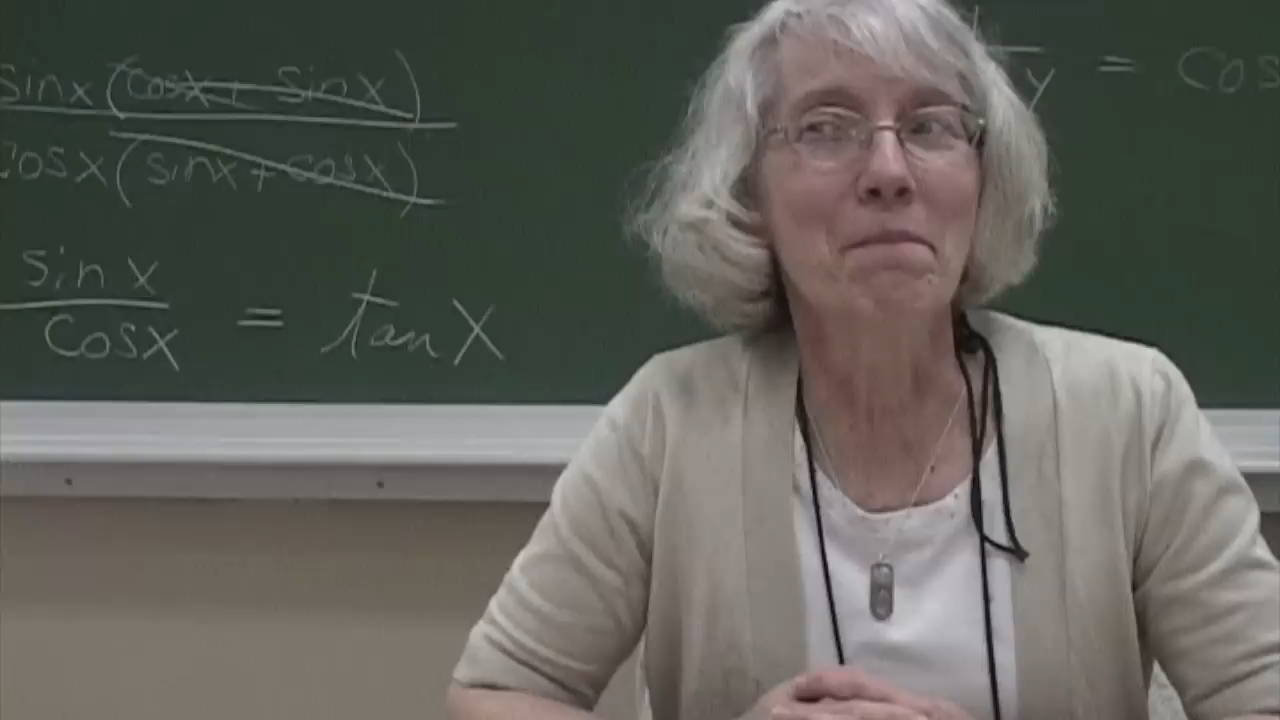 sinx (cosx + sinx)
cosx (sinx + cosx)
sin x
cosx
= tan X
y = cos